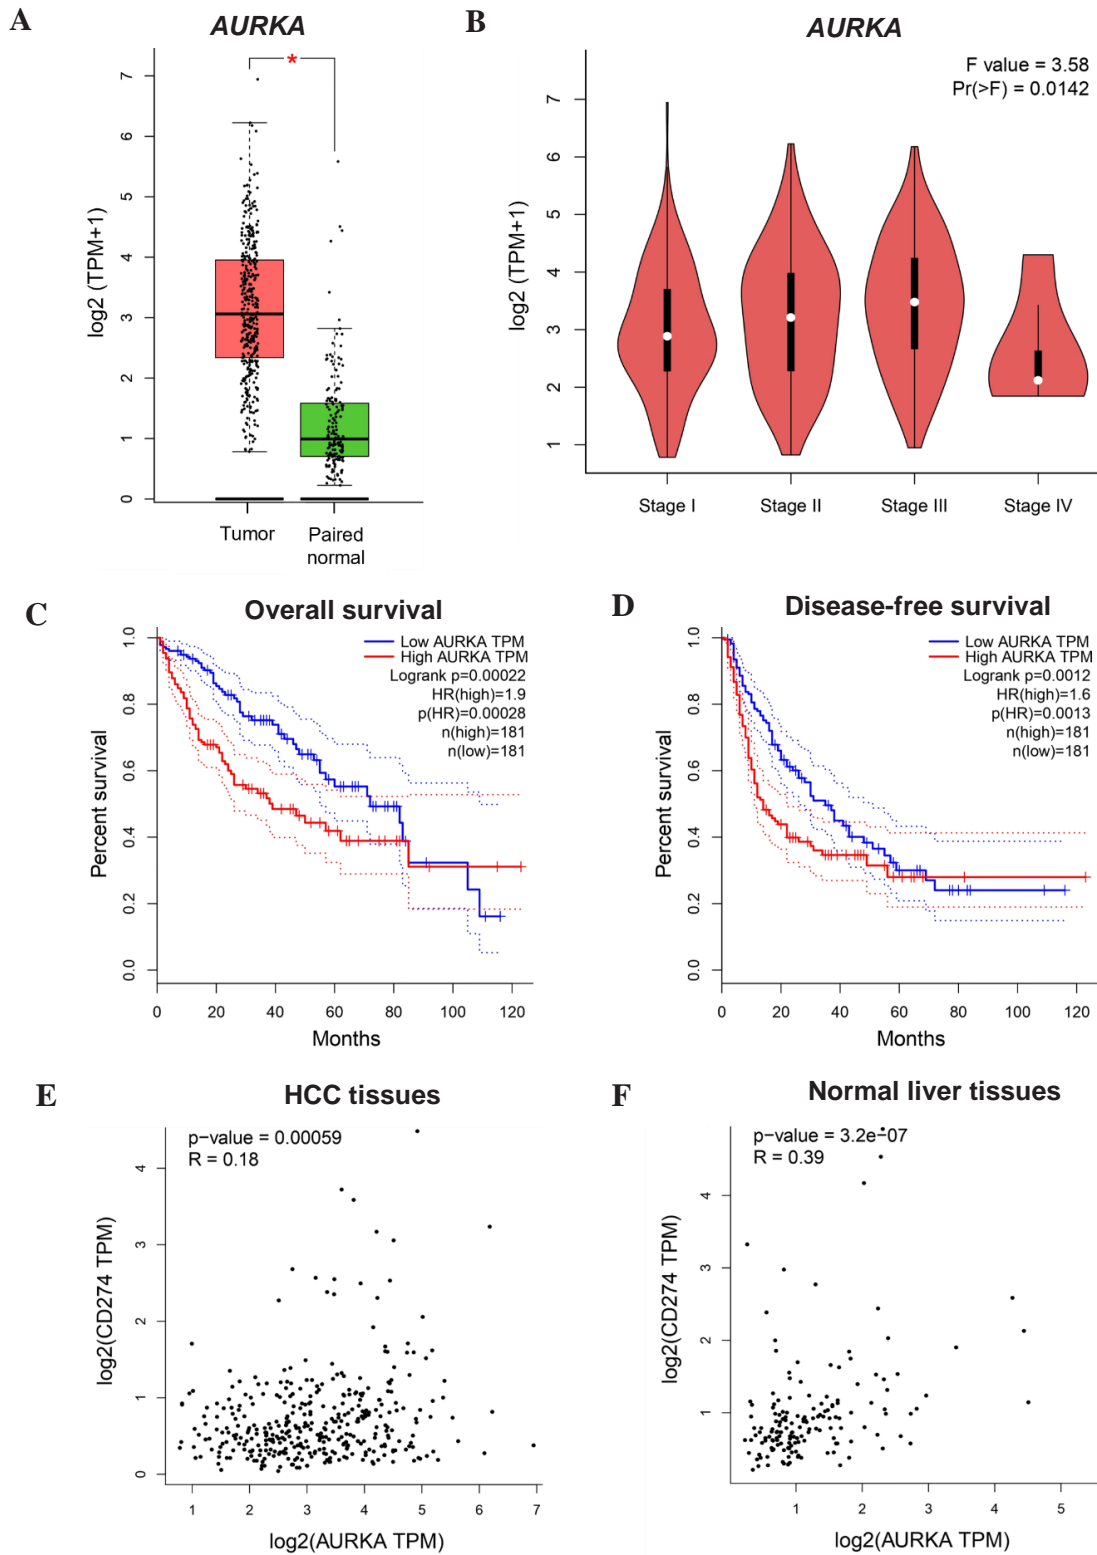 A
AURKA
*
log2 (TPM+1)
7
6
5
4
3
2
1
0
Tumor
Paired
normal
B
AURKA
F value = 3.58
Pr(>F) = 0.0142
log2 (TPM+1)
7
6
5
4
3
2
1
Stage I
Stage II
Stage III
Stage IV
C
Overall survival
Low AURKA TPM
High AURKA TPM
Logrank p=0.00022
HR(high)=1.9
p(HR)=0.00028
n(high)=181
n(low)=181
Percent survival
1.0
0.8
0.6
0.4
0.2
0.0
0 20 40 60 80 100 120
Months
D
Disease-free survival
Low AURKA TPM
High AURKA TPM
Logrank p=0.0012
HR(high)=1.6
p(HR)=0.0013
n(high)=181
n(low)=181
Percent survival
1.0
0.8
0.6
0.4
0.2
0.0
0 20 40 60 80 100 120
Months
E
HCC tissues
p−value = 0.00059
R = 0.18
log2(CD274 TPM)
4
3
2
1
0
1 2 3 4 5 6 7
log2(AURKA TPM)
F
Normal liver tissues
p−value = 3.2e−07
R = 0.39
log2(CD274 TPM)
4
3
2
1
1 2 3 4 5
log2(AURKA TPM)